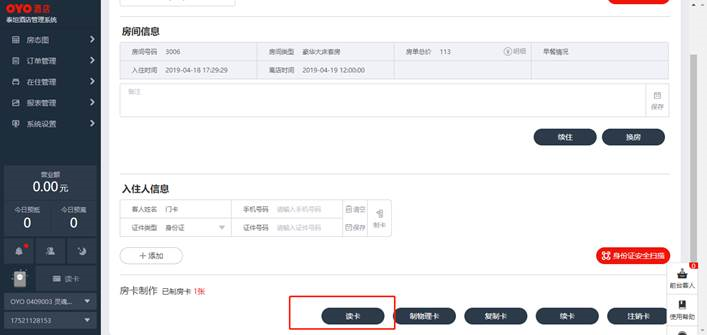 OYO 酒店
泰坦酒店管理系统
房态图
订单管理
在住管理
报表管理
系统设置
营业额
0.00 元
今日预抵 今日预离
0 0
读卡
OYO 0409003 灵魂...
17521128153
房间信息
房间号码 3006 房间类型 豪华大床客房 房单总价 113 明细 早餐情况
入住时间 2019-04-18 17:29:29 离店时间 2019-04-19 12:00:00
备注
保存
续住 换房
入住人信息
客人姓名 门卡 手机号码 请输入手机号码 清空
制卡
证件类型 身份证 证件号码 请输入证件号码 保存
+ 添加 身份证安全扫描
房卡制作 已制房卡 1张
读卡 制物理卡 复制卡 续卡 注销卡
0
前台客人
使用帮助